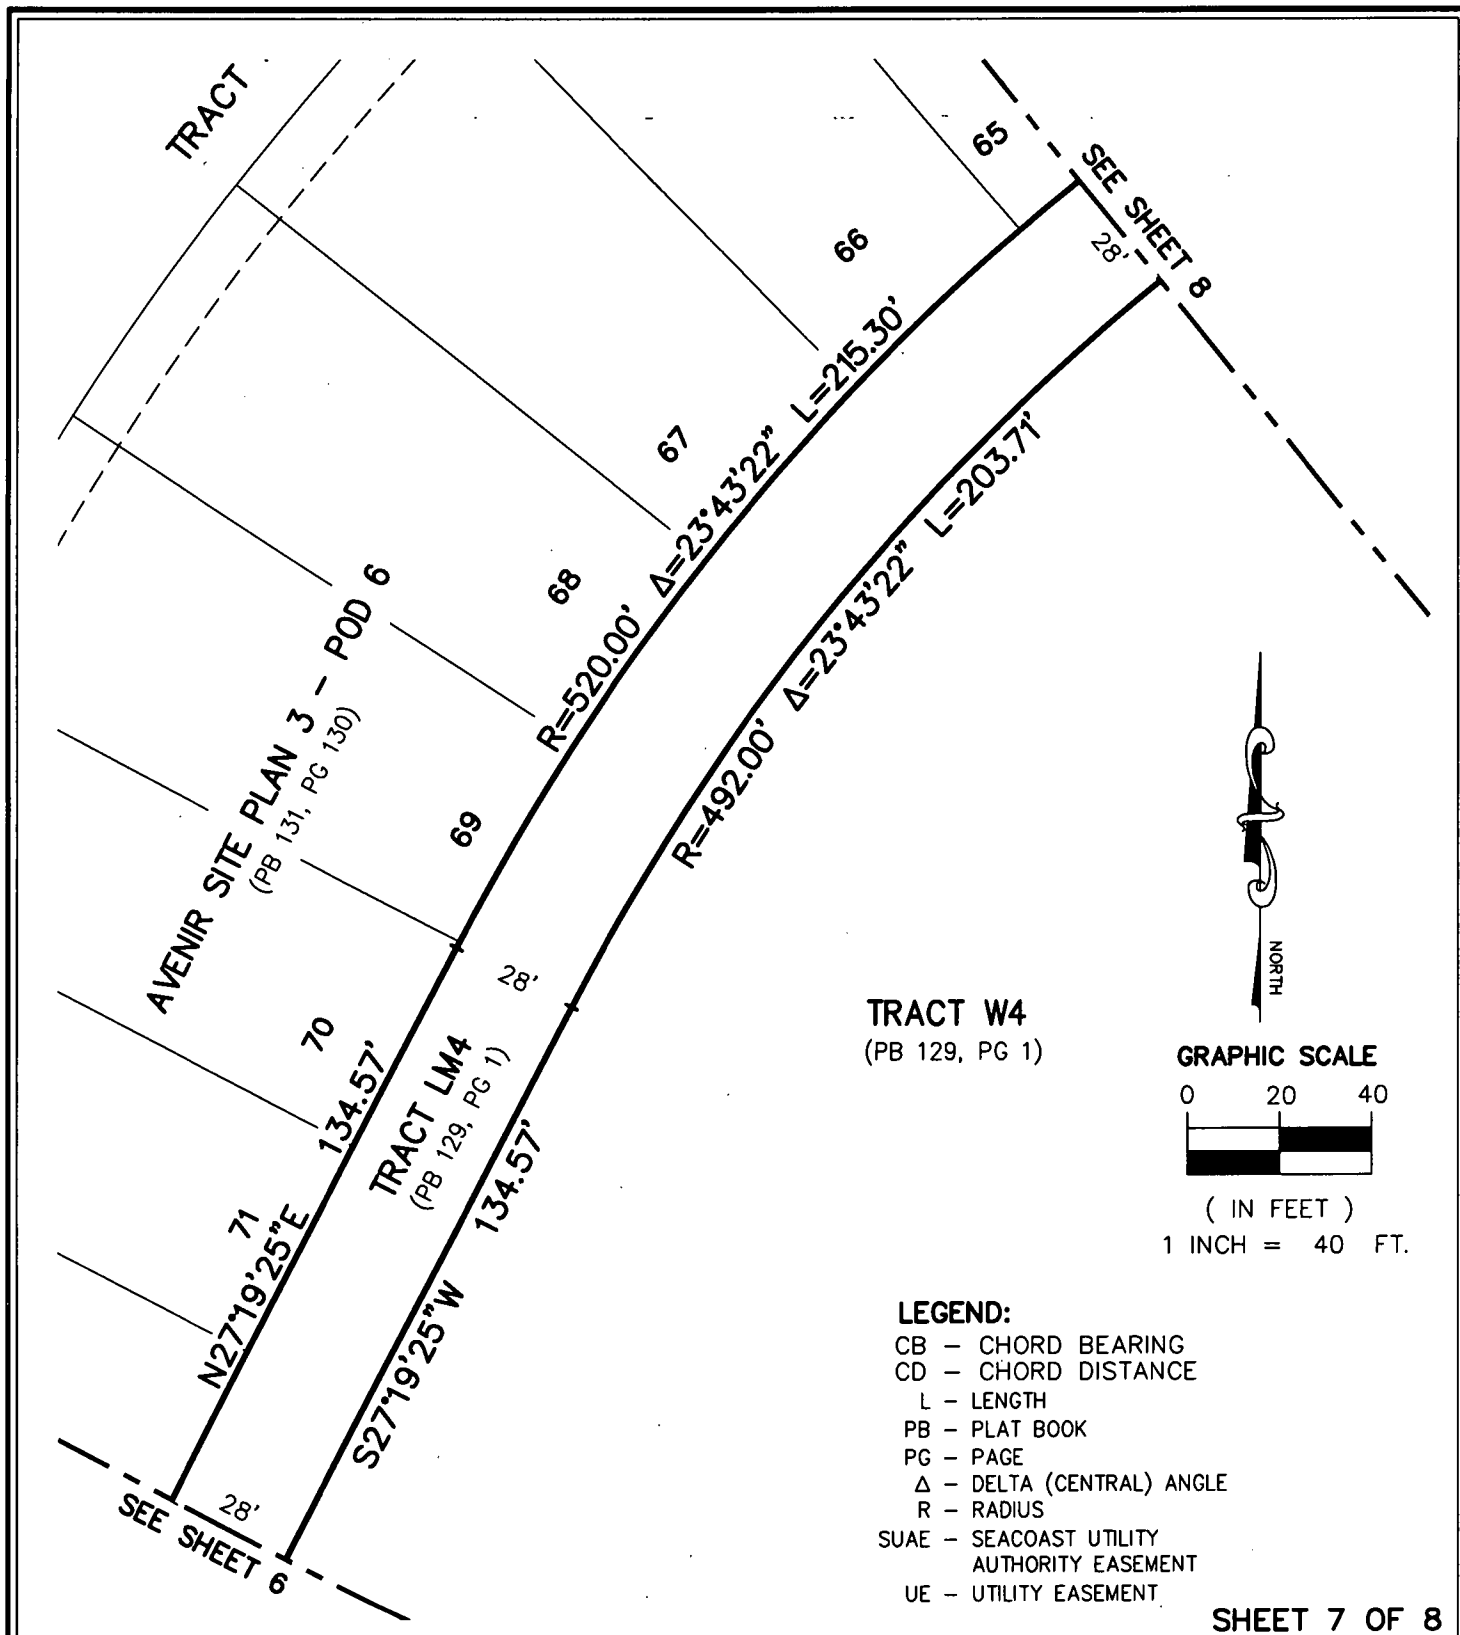 TRACT
65
SEE SHEET 8
28'
66
67
68
69
70
71
R=520.00' Δ=23°43'22" L=215.30'
R=492.00' Δ=23°43'22" L=203.71'
AVENIR SITE PLAN 3 – POD 6
(PB 131, PG 130)
28'
134.57'
N27°19'25"E
TRACT LM4
(PB 129, PG 1)
134.57'
S27°19'25"W
28'
SEE SHEET 6
TRACT W4
(PB 129, PG 1)
NORTH
GRAPHIC SCALE
0 20 40
( IN FEET )
1 INCH = 40 FT.
LEGEND:
CB – CHORD BEARING
CD – CHORD DISTANCE
L – LENGTH
PB – PLAT BOOK
PG – PAGE
Δ – DELTA (CENTRAL) ANGLE
R – RADIUS
SUAE – SEACOAST UTILITY
AUTHORITY EASEMENT
UE – UTILITY EASEMENT
SHEET 7 OF 8